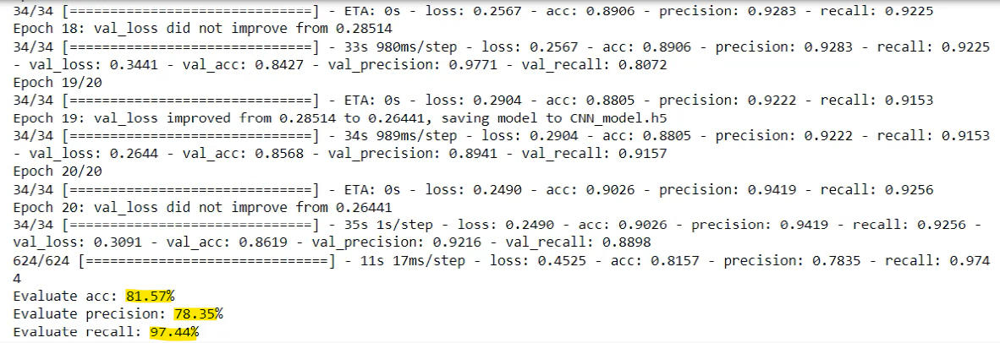 34/34 [==============================] - ETA: 0s - loss: 0.2567 - acc: 0.8906 - precision: 0.9283 - recall: 0.9225
Epoch 18: val_loss did not improve from 0.28514
34/34 [==============================] - 33s 980ms/step - loss: 0.2567 - acc: 0.8906 - precision: 0.9283 - recall: 0.9225
- val_loss: 0.3441 - val_acc: 0.8427 - val_precision: 0.9771 - val_recall: 0.8072
Epoch 19/20
34/34 [==============================] - ETA: 0s - loss: 0.2904 - acc: 0.8805 - precision: 0.9222 - recall: 0.9153
Epoch 19: val_loss improved from 0.28514 to 0.26441, saving model to CNN_model.h5
34/34 [==============================] - 34s 989ms/step - loss: 0.2904 - acc: 0.8805 - precision: 0.9222 - recall: 0.9153
- val_loss: 0.2644 - val_acc: 0.8568 - val_precision: 0.8941 - val_recall: 0.9157
Epoch 20/20
34/34 [==============================] - ETA: 0s - loss: 0.2490 - acc: 0.9026 - precision: 0.9419 - recall: 0.9256
Epoch 20: val_loss did not improve from 0.26441
34/34 [==============================] - 35s 1s/step - loss: 0.2490 - acc: 0.9026 - precision: 0.9419 - recall: 0.9256 -
val_loss: 0.3091 - val_acc: 0.8619 - val_precision: 0.9216 - val_recall: 0.8898
624/624 [==============================] - 11s 17ms/step - loss: 0.4525 - acc: 0.8157 - precision: 0.7835 - recall: 0.974
4
Evaluate acc: 81.57%
Evaluate precision: 78.35%
Evaluate recall: 97.44%